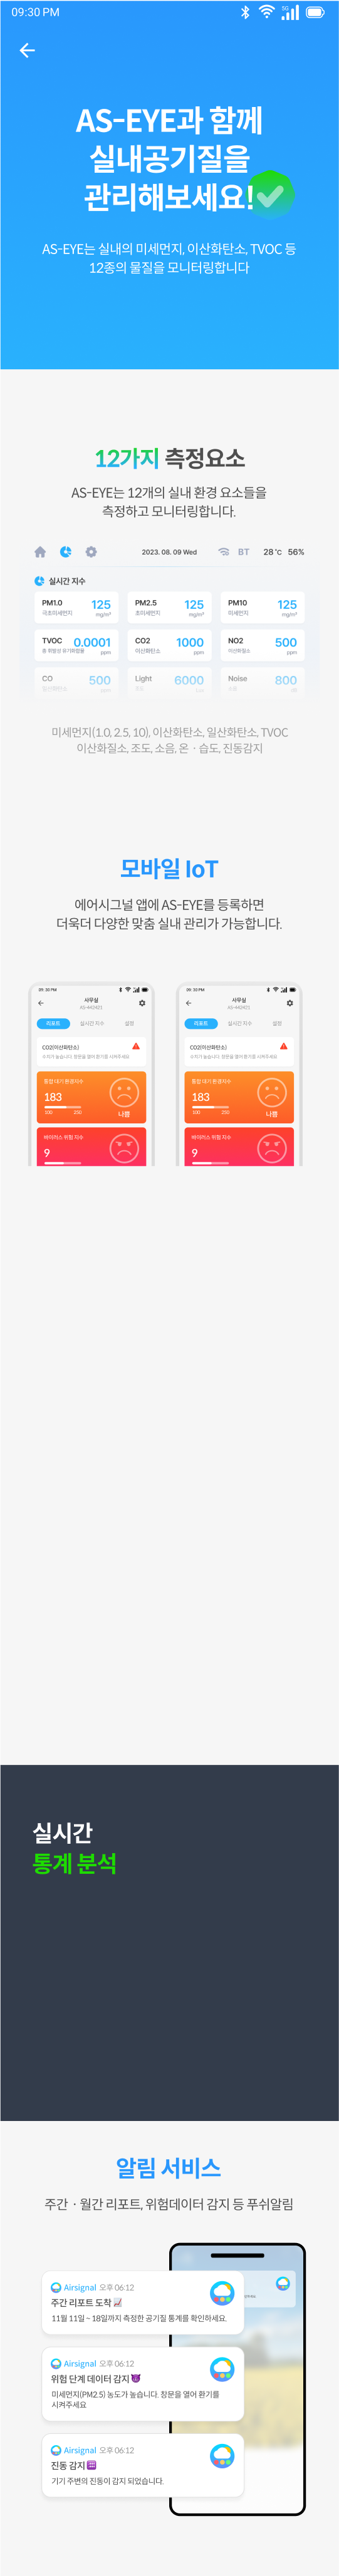 09:30 PM
5G
AS-EYE과 함께
실내공기질을
관리해보세요!
AS-EYE는 실내의 미세먼지, 이산화탄소, TVOC 등
12종의 물질을 모니터링합니다
12가지 측정요소
AS-EYE는 12개의 실내 환경 요소들을
측정하고 모니터링합니다.
2023. 08. 09 Wed BT 28 °C 56%
실시간 지수
PM1.0 125 PM2.5 125 PM10 125
극초미세먼지 mg/m³ 초미세먼지 mg/m³ 미세먼지 mg/m³
TVOC 0.0001 CO2 1000 NO2 500
총 휘발성 유기화합물 ppm 이산화탄소 ppm 이산화질소 ppm
CO 500 Light 6000 Noise 800
일산화탄소 ppm 조도 lux 소음 dB
미세먼지(1.0, 2.5, 10), 이산화탄소, 일산화탄소, TVOC
이산화질소, 조도, 소음, 온 · 습도, 진동감지
모바일 IoT
에어시그널 앱에 AS-EYE를 등록하면
더욱더 다양한 맞춤 실내 관리가 가능합니다.
09: 30 PM
사무실
리포트 실시간 지수 설정
CO2(이산화탄소)
수치가 높습니다. 창문을 열어 환기를 시켜주세요
통합 대기 환경지수
183
100 250
나쁨
바이러스 위험 지수
9
09: 30 PM
사무실
리포트 실시간 지수 설정
CO2(이산화탄소)
수치가 높습니다. 창문을 열어 환기를 시켜주세요
통합 대기 환경지수
183
100 250
나쁨
바이러스 위험 지수
9
실시간
통계 분석
알림 서비스
주간 · 월간 리포트, 위험데이터 감지 등 푸쉬알림
Airsignal 오후 06:12
주간 리포트 도착
11월 11일 ~ 18일까지 측정한 공기질 통계를 확인하세요.
Airsignal 오후 06:12
위험 단계 데이터 감지
미세먼지(PM2.5) 농도가 높습니다. 창문을 열어 환기를
시켜주세요
Airsignal 오후 06:12
진동 감지
기기 주변의 진동이 감지 되었습니다.